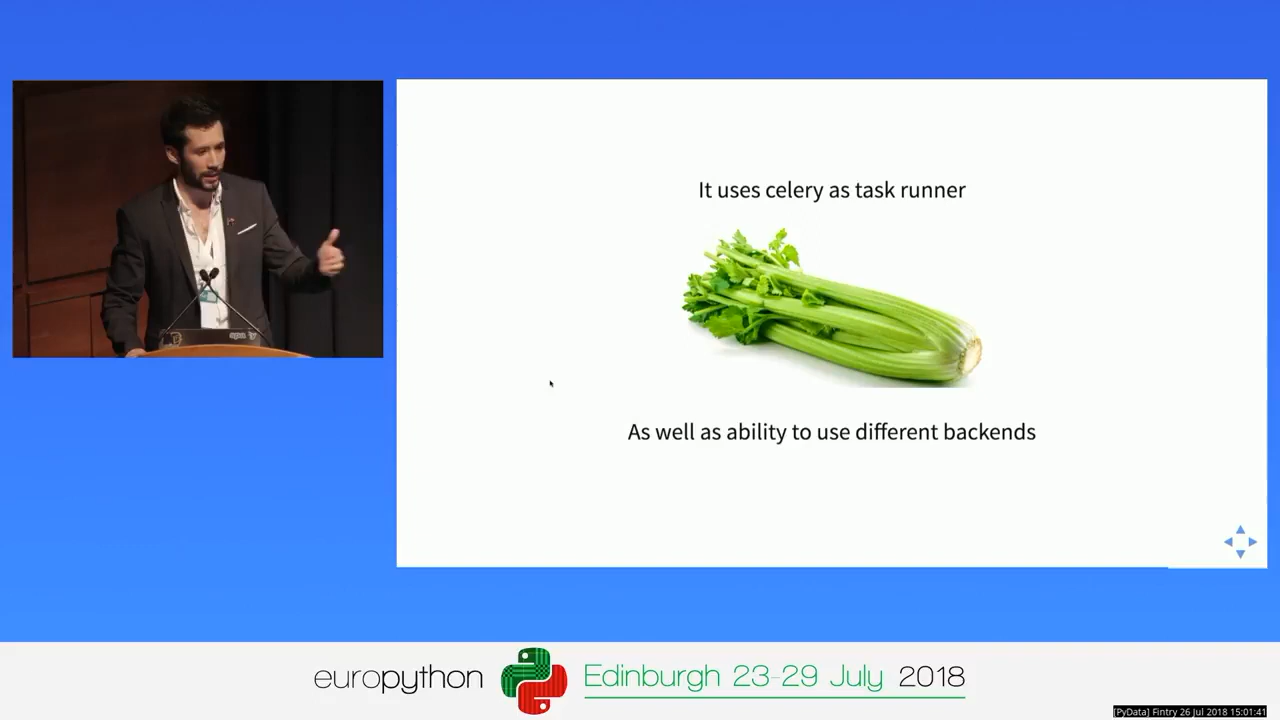 It uses celery as task runner
As well as ability to use different backends
europython
Edinburgh 23-29 July 2018
[PyData] Fintry 26 Jul 2018 15:01:41